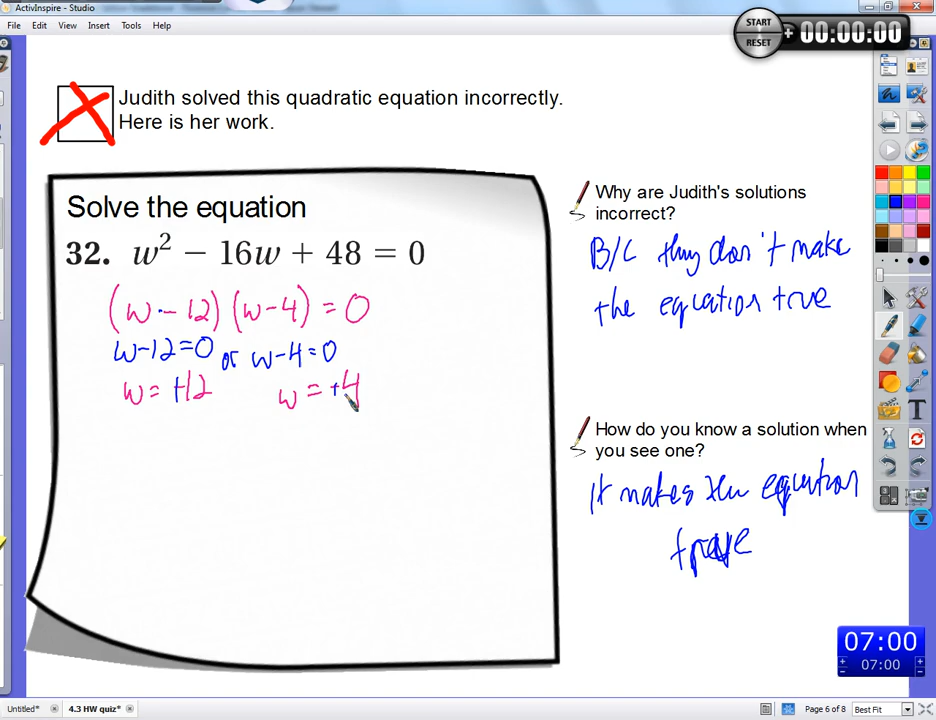 ActivInspire - Studio
File Edit View Insert Tools Help
START
RESET
+ 00:00:00
Judith solved this quadratic equation incorrectly.
Here is her work.
Solve the equation
32. w² − 16w + 48 = 0
(w - 12)(w - 4) = 0
w-12=0 or w-4=0
w = +12 w = +4
Why are Judith's solutions
incorrect?
B/C they don't make
the equation true
How do you know a solution when
you see one?
It makes the equation
true
07:00
07:00
Untitled* 4.3 HW quiz* Page 6 of 8 Best Fit